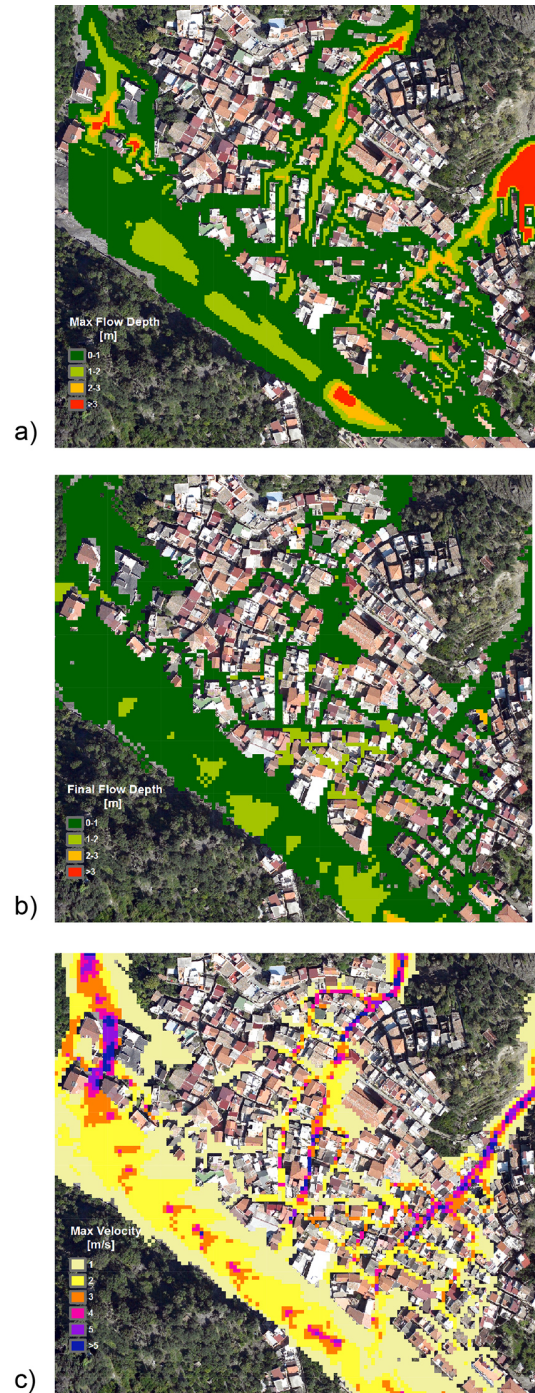 Max Flow Depth
[m]
0-1
1-2
2-3
>3
a)
Final Flow Depth
[m]
0-1
1-2
2-3
>3
b)
Max Velocity
[m/s]
1
2
3
4
5
>5
c)